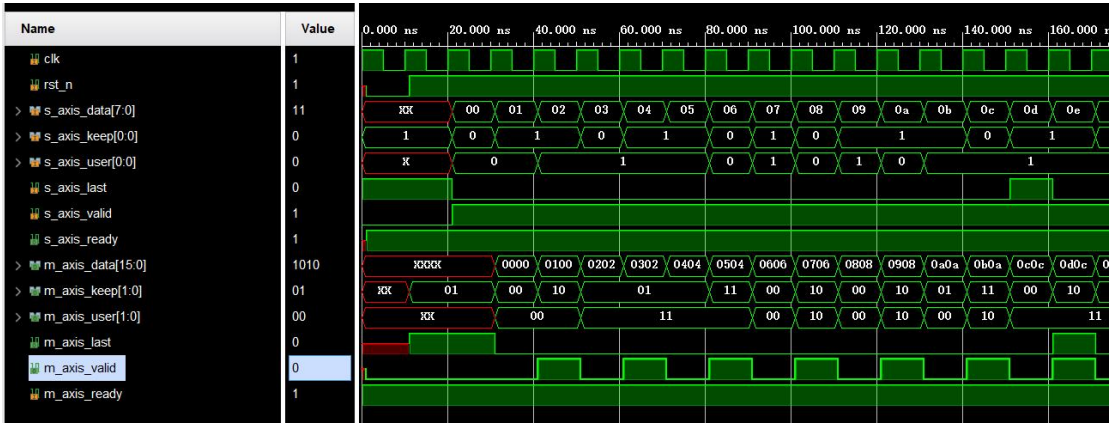 Name Value 0.000 ns 20.000 ns 40.000 ns 60.000 ns 80.000 ns 100.000 ns 120.000 ns 140.000 ns 160.000
clk 1
rst_n 1
s_axis_data[7:0] 11 XX 00 01 02 03 04 05 06 07 08 09 0a 0b 0c 0d 0e
s_axis_keep[0:0] 0 1 0 1 0 1 0 1 0 1 0 1
s_axis_user[0:0] 0 X 0 1 0 1 0 1 0 1
s_axis_last 0
s_axis_valid 1
s_axis_ready 1
m_axis_data[15:0] 1010 XXXX 0000 0100 0202 0302 0404 0504 0606 0706 0808 0908 0a0a 0b0a 0c0c 0d0c 0
m_axis_keep[1:0] 01 XX 01 00 10 01 11 00 10 00 10 01 11 00 10
m_axis_user[1:0] 00 XX 00 11 00 10 00 10 00 10 11
m_axis_last 0
m_axis_valid 0
m_axis_ready 1